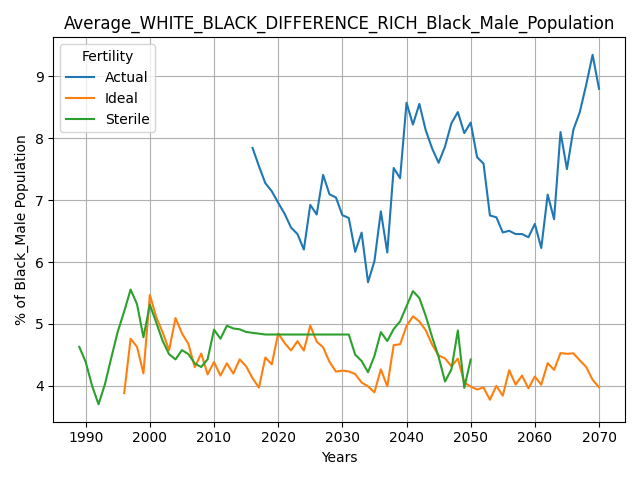 Average_WHITE_BLACK_DIFFERENCE_RICH_Black_Male_Population
Fertility
Actual
Ideal
Sterile
% of Black_Male Population
9
8
7
6
5
4
1990 2000 2010 2020 2030 2040 2050 2060 2070
Years